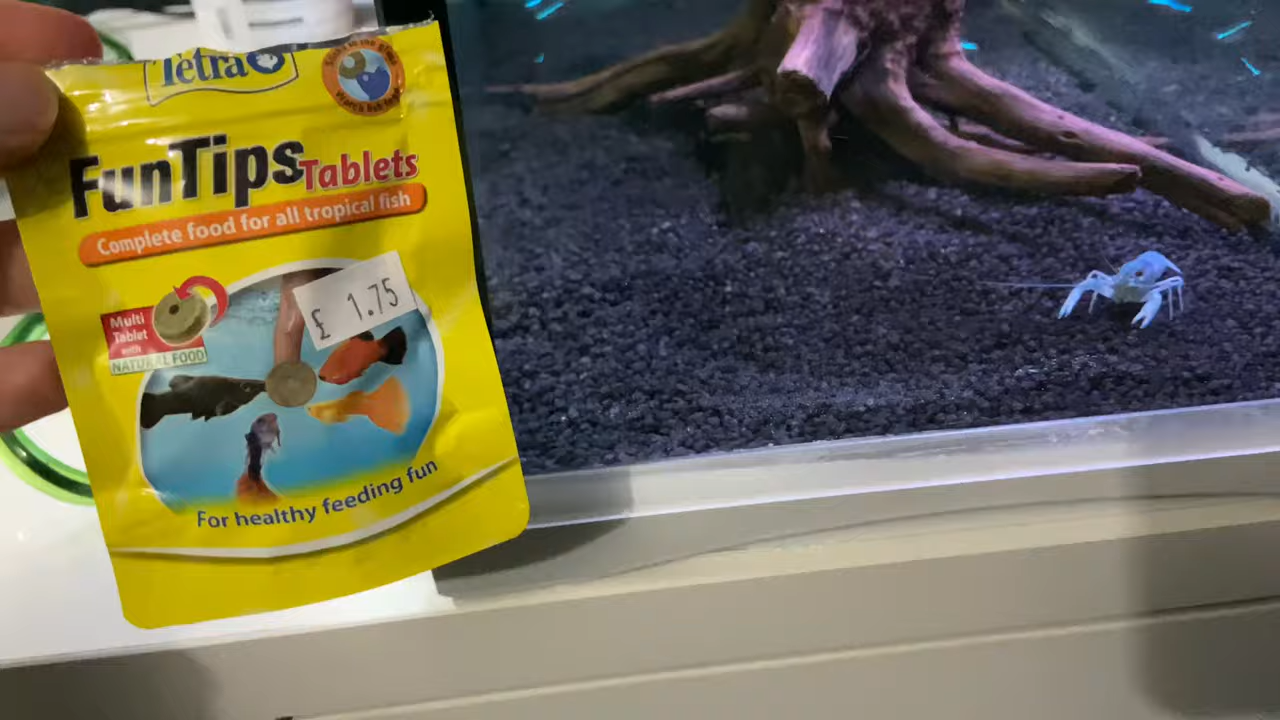 Tetra
FunTips Tablets
Complete food for all tropical fish
£ 1.75
Multi
Tablet
with
NATURAL FOOD
For healthy feeding fun